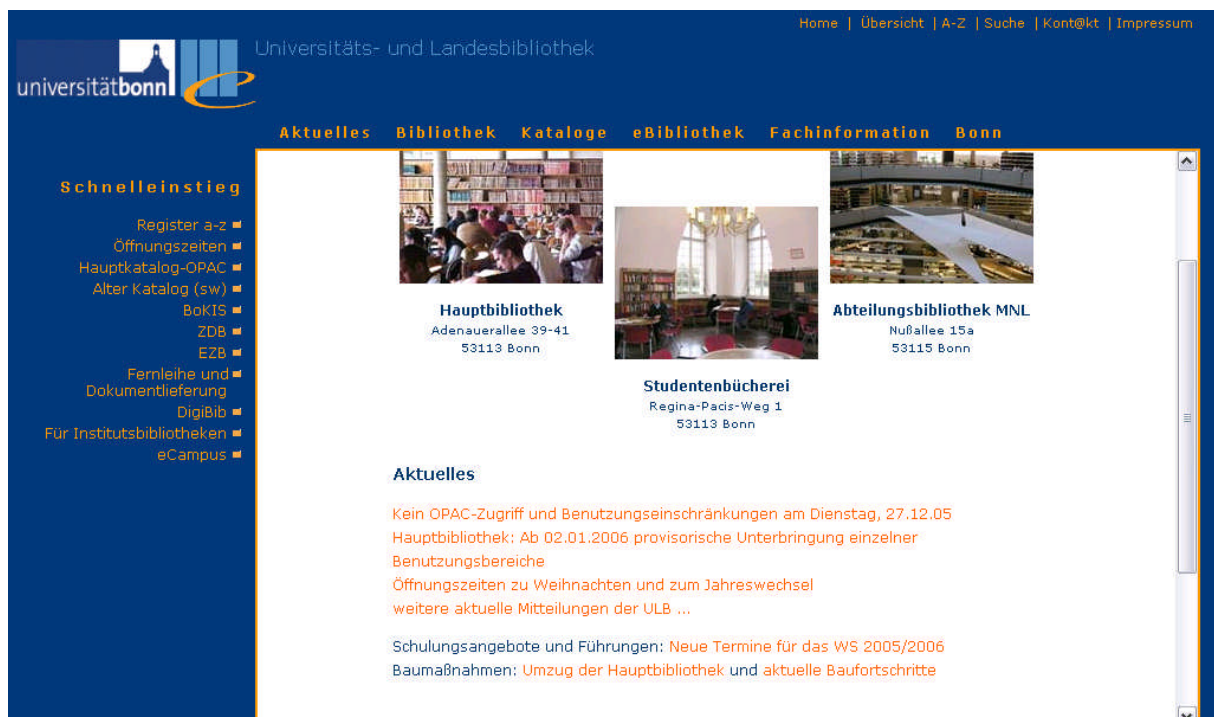 Home | Übersicht | A-Z | Suche | Kont@kt | Impressum
universitätbonn
Universitäts- und Landesbibliothek
Aktuelles Bibliothek Kataloge eBibliothek Fachinformation Bonn
Schnelleinstieg
Register a-z
Öffnungszeiten
Hauptkatalog-OPAC
Alter Katalog (sw)
BoKIS
ZDB
EZB
Fernleihe und
Dokumentlieferung
DigiBib
Für Institutsbibliotheken
eCampus
Hauptbibliothek
Adenauerallee 39-41
53113 Bonn
Studentenbücherei
Regina-Pacis-Weg 1
53113 Bonn
Abteilungsbibliothek MNL
Nußallee 15a
53115 Bonn
Aktuelles
Kein OPAC-Zugriff und Benutzungseinschränkungen am Dienstag, 27.12.05
Hauptbibliothek: Ab 02.01.2006 provisorische Unterbringung einzelner
Benutzungsbereiche
Öffnungszeiten zu Weihnachten und zum Jahreswechsel
weitere aktuelle Mitteilungen der ULB ...
Schulungsangebote und Führungen: Neue Termine für das WS 2005/2006
Baumaßnahmen: Umzug der Hauptbibliothek und aktuelle Baufortschritte